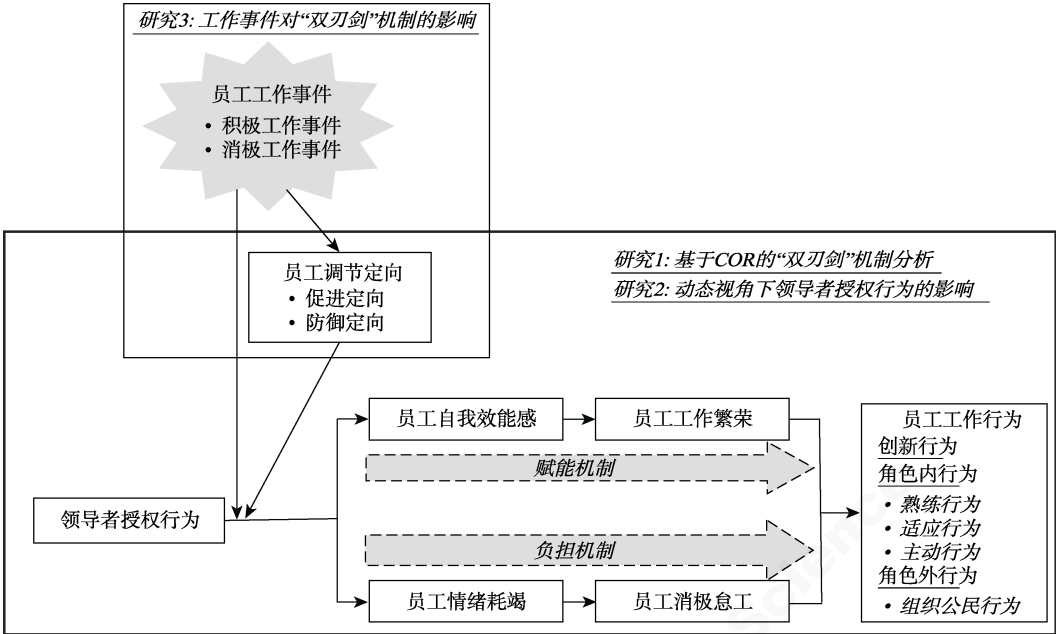 研究3: 工作事件对“双刃剑”机制的影响
员工工作事件
• 积极工作事件
• 消极工作事件
员工调节定向
• 促进定向
• 防御定向
研究1: 基于COR的“双刃剑”机制分析
研究2: 动态视角下领导者授权行为的影响
员工自我效能感
员工工作繁荣
赋能机制
领导者授权行为
负担机制
员工情绪耗竭
员工消极怠工
员工工作行为
创新行为
角色内行为
• 熟练行为
• 适应行为
• 主动行为
角色外行为
• 组织公民行为